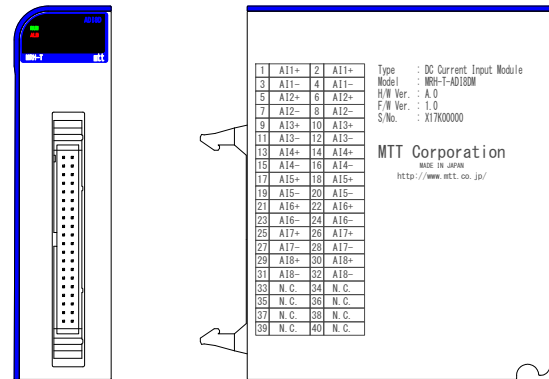 MRH-T mtt
1 AI1+ 2 AI1+
3 AI1- 4 AI1-
5 AI2+ 6 AI2+
7 AI2- 8 AI2-
9 AI3+ 10 AI3+
11 AI3- 12 AI3-
13 AI4+ 14 AI4+
15 AI4- 16 AI4-
17 AI5+ 18 AI5+
19 AI5- 20 AI5-
21 AI6+ 22 AI6+
23 AI6- 24 AI6-
25 AI7+ 26 AI7+
27 AI7- 28 AI7-
29 AI8+ 30 AI8+
31 AI8- 32 AI8-
33 N.C. 34 N.C.
35 N.C. 36 N.C.
37 N.C. 38 N.C.
39 N.C. 40 N.C.
Type : DC Current Input Module
Model : MRH-T-ADI8DM
H/W Ver. : A.0
F/W Ver. : 1.0
S/No. : X17K00000
MTT Corporation
MADE IN JAPAN
http://www.mtt.co.jp/